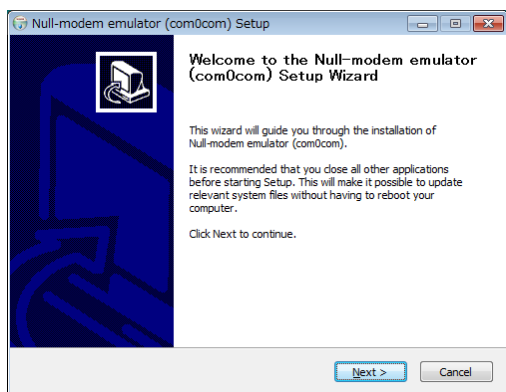 Null-modem emulator (com0com) Setup
Welcome to the Null-modem emulator
(com0com) Setup Wizard
This wizard will guide you through the installation of
Null-modem emulator (com0com).
It is recommended that you close all other applications
before starting Setup. This will make it possible to update
relevant system files without having to reboot your
computer.
Click Next to continue.
Next >
Cancel